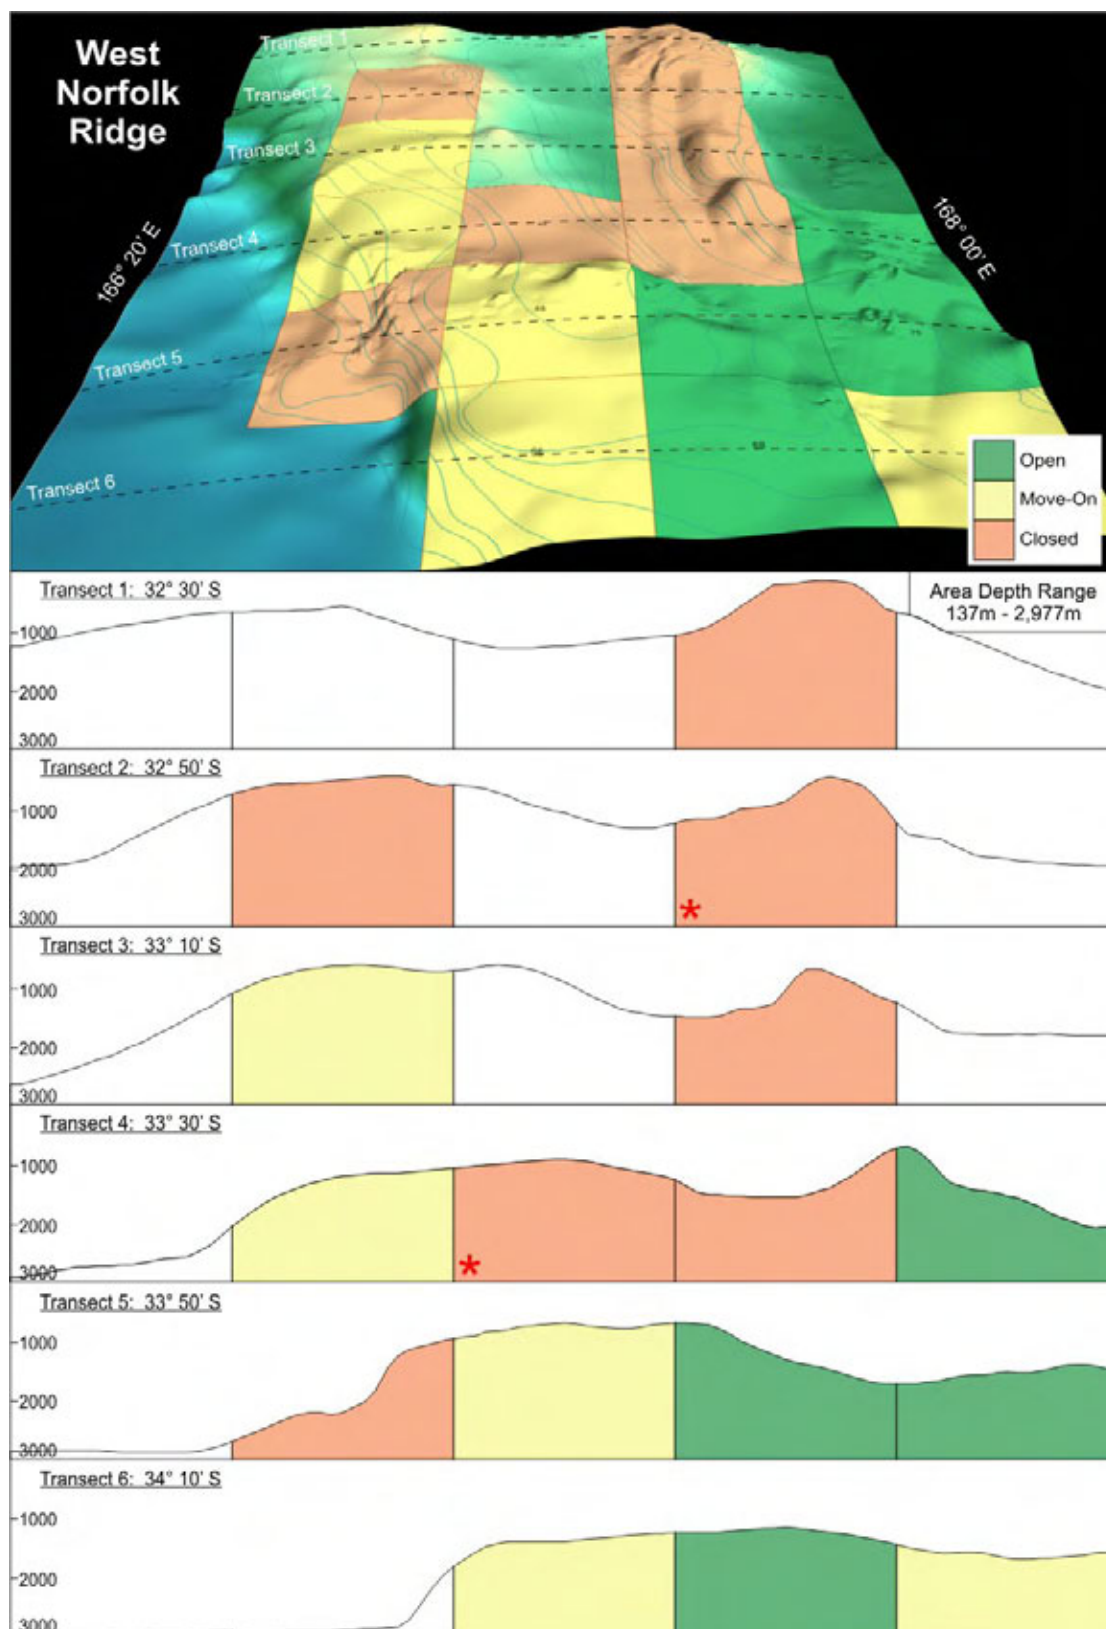 West
Norfolk
Ridge
Transect 1
Transect 2
Transect 3
Transect 4
Transect 5
Transect 6
166° 20' E
168° 00' E
Open
Move-On
Closed
Transect 1: 32° 30' S
Area Depth Range
137m - 2,977m
1000
2000
3000
Transect 2: 32° 50' S
1000
2000
3000
*
Transect 3: 33° 10' S
1000
2000
3000
Transect 4: 33° 30' S
1000
2000
3000
*
Transect 5: 33° 50' S
1000
2000
3000
Transect 6: 34° 10' S
1000
2000
3000